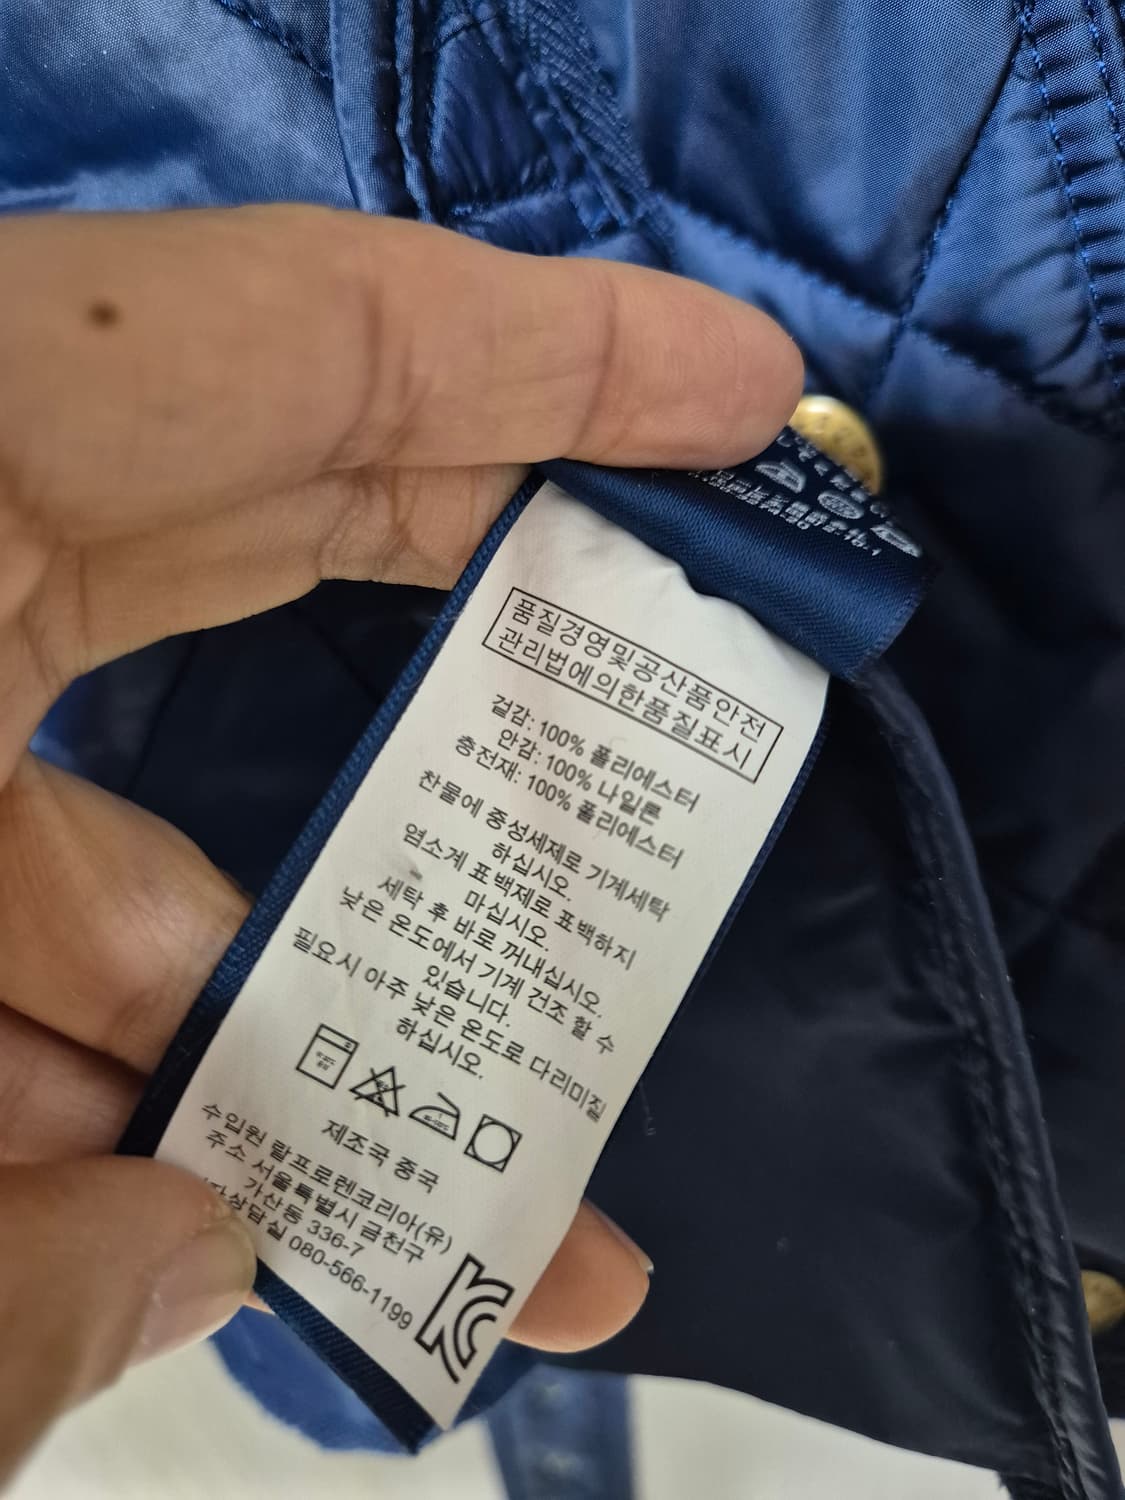 품질경영및공산품안전
관리법에의한품질표시
겉감: 100% 폴리에스터
안감: 100% 나일론
충전재: 100% 폴리에스터
찬물에 중성세제로 기계세탁
하십시오.
염소계 표백제로 표백하지
마십시오.
세탁 후 바로 꺼내십시오.
낮은 온도에서 기계 건조 할 수
있습니다.
필요시 아주 낮은 온도로 다리미질
하십시오.
제조국 중국
수입원 랄프로렌코리아(유)
주소 서울특별시 금천구
가산동 336-7
상담실 080-566-1199